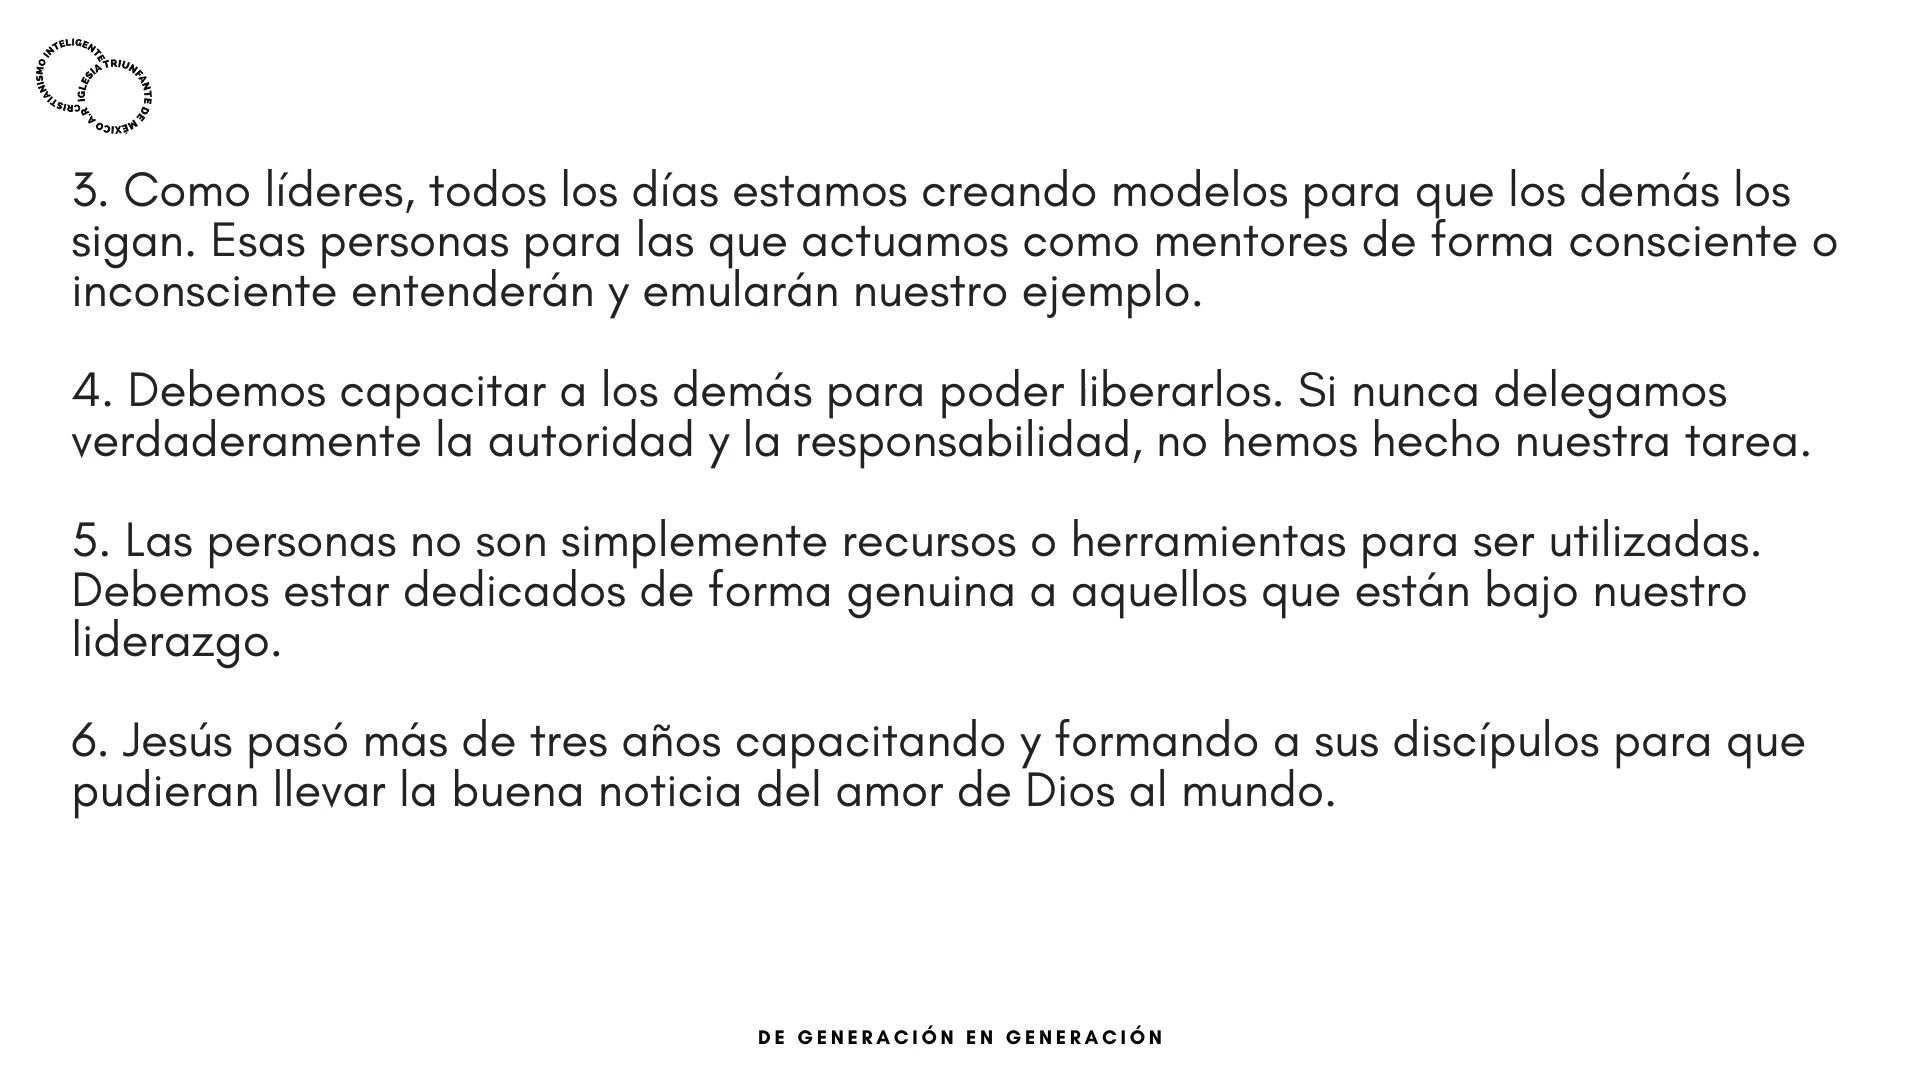 CRISTIANISMO INTELIGENTE
IGLESIA TRIUNFANTE DE MÉXICO A.R
3. Como líderes, todos los días estamos creando modelos para que los demás los
sigan. Esas personas para las que actuamos como mentores de forma consciente o
inconsciente entenderán y emularán nuestro ejemplo.
4. Debemos capacitar a los demás para poder liberarlos. Si nunca delegamos
verdaderamente la autoridad y la responsabilidad, no hemos hecho nuestra tarea.
5. Las personas no son simplemente recursos o herramientas para ser utilizadas.
Debemos estar dedicados de forma genuina a aquellos que están bajo nuestro
liderazgo.
6. Jesús pasó más de tres años capacitando y formando a sus discípulos para que
pudieran llevar la buena noticia del amor de Dios al mundo.
DE GENERACIÓN EN GENERACIÓN